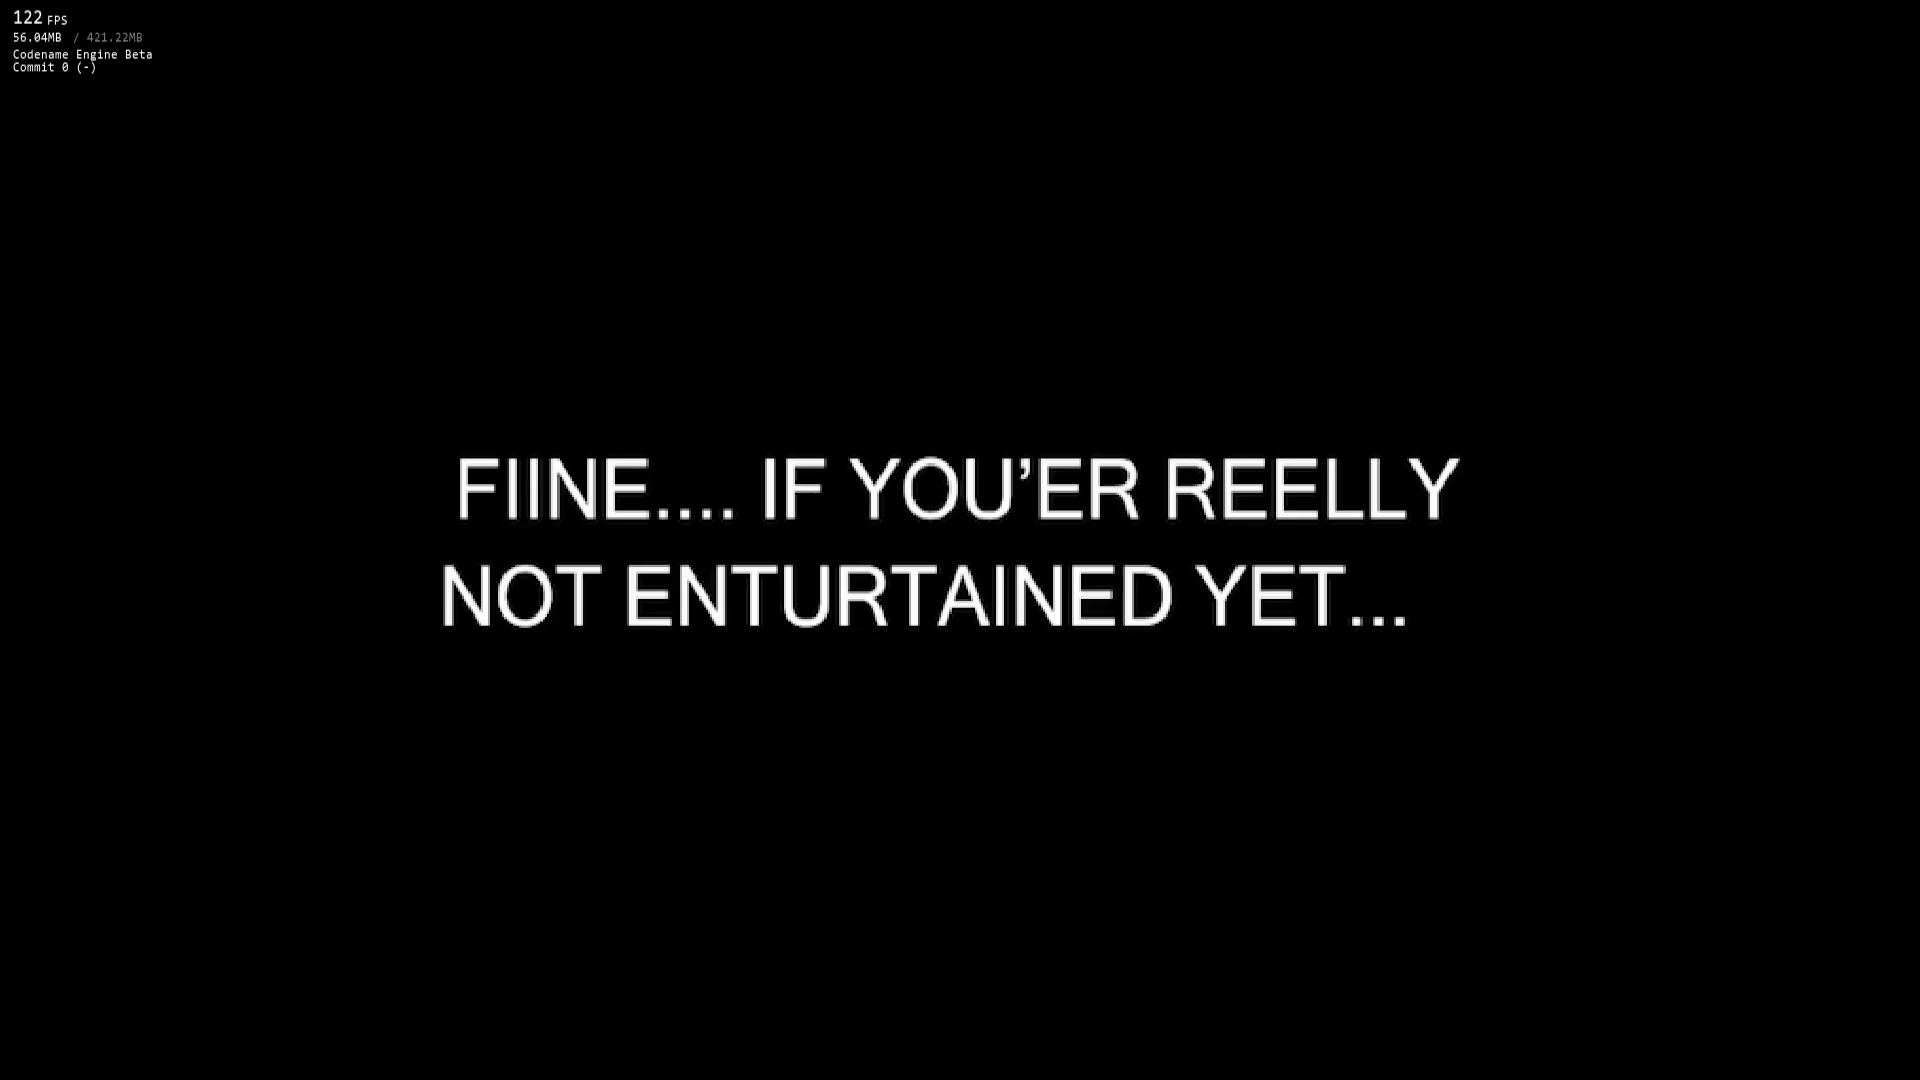 122 FPS
56.04MB / 421.22MB
Codename Engine Beta
Commit 0 (-)
FIINE.... IF YOU’ER REELLY
NOT ENTURTAINED YET...